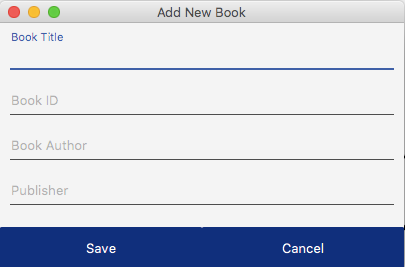 Add New Book
Book Title
Book ID
Book Author
Publisher
Save Cancel